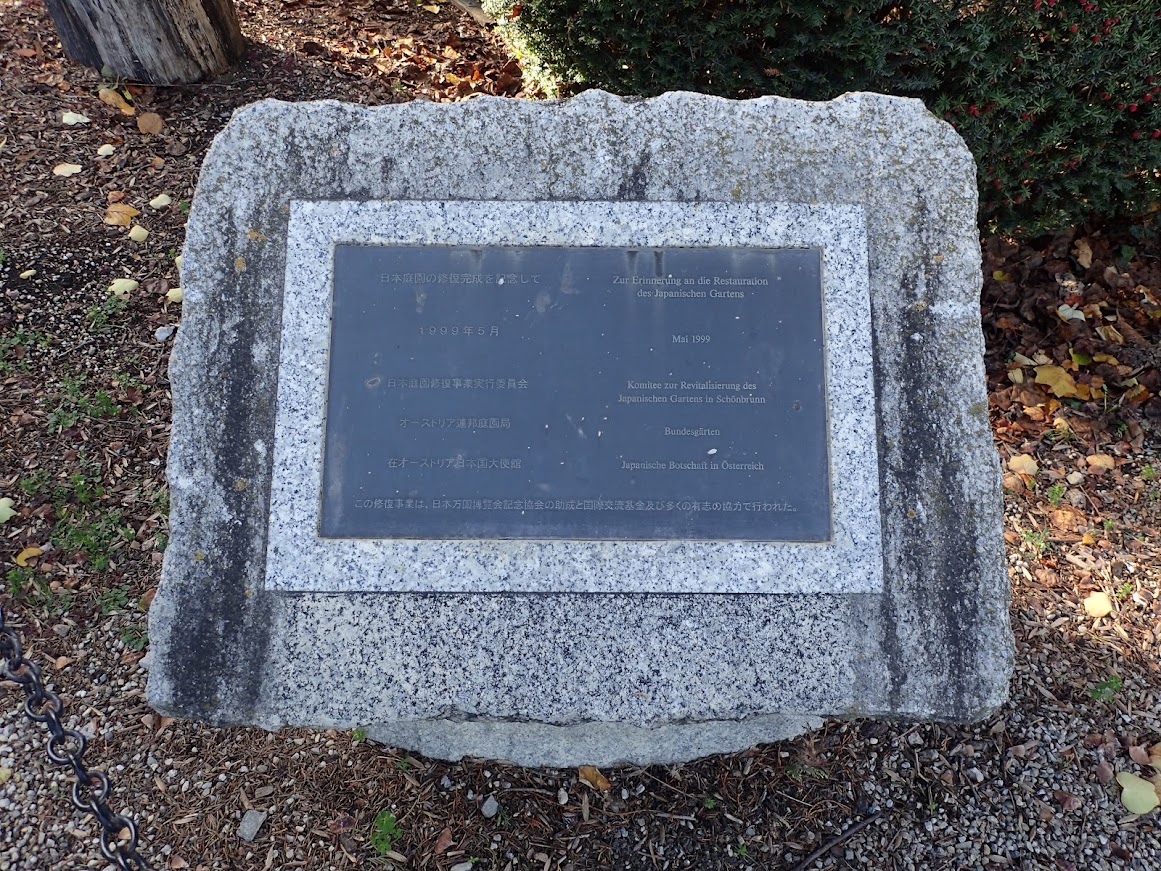 日本庭園の修復完成を記念して
1999年5月
日本庭園修復事業実行委員会
オーストリア連邦庭園局
在オーストリア日本国大使館
Zur Erinnerung an die Restauration
des Japanischen Gartens
Mai 1999
Komitee zur Revitalisierung des
Japanischen Gartens in Schönbrunn
Bundesgärten
Japanische Botschaft in Österreich
この修復事業は、日本万国博覧会記念協会の助成と国際交流基金及び多くの有志の協力で行われた。